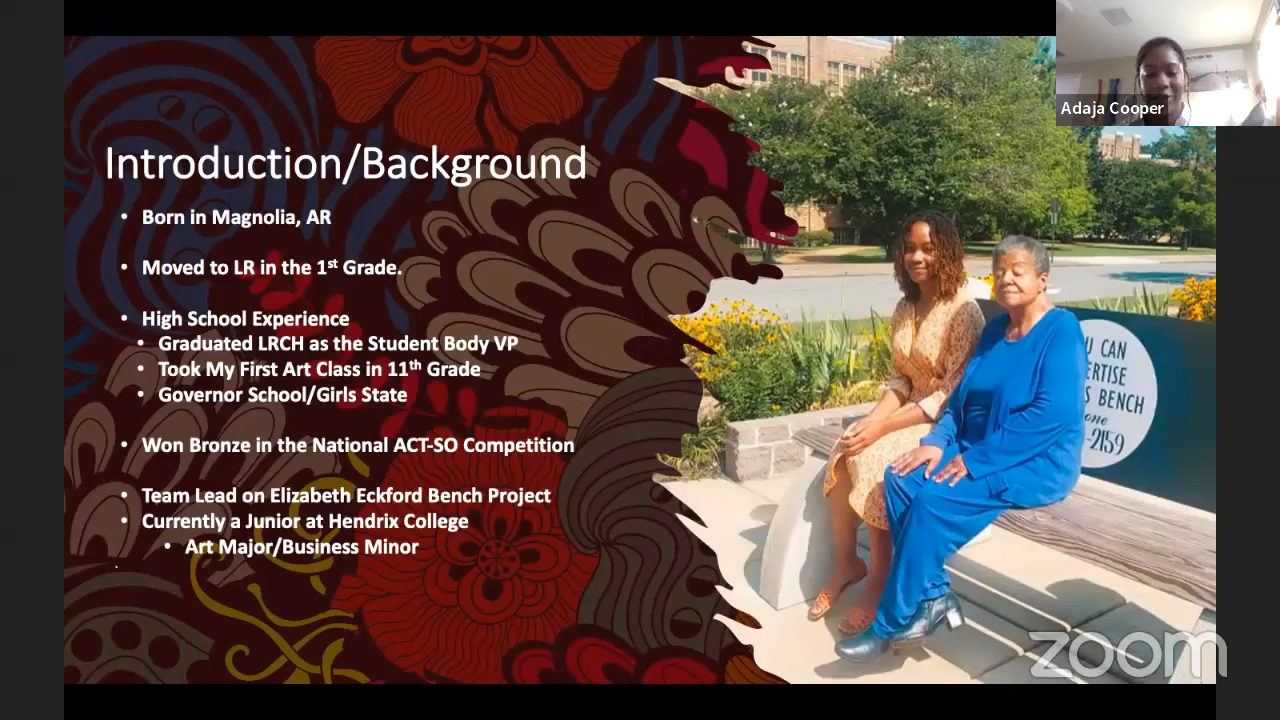 Adaja Cooper
Introduction/Background
• Born in Magnolia, AR
• Moved to LR in the 1st Grade.
• High School Experience
• Graduated LRCH as the Student Body VP
• Took My First Art Class in 11th Grade
• Governor School/Girls State
• Won Bronze in the National ACT-SO Competition
• Team Lead on Elizabeth Eckford Bench Project
• Currently a Junior at Hendrix College
• Art Major/Business Minor
U CAN
ERTISE
S BENCH
one
-2159
zoom